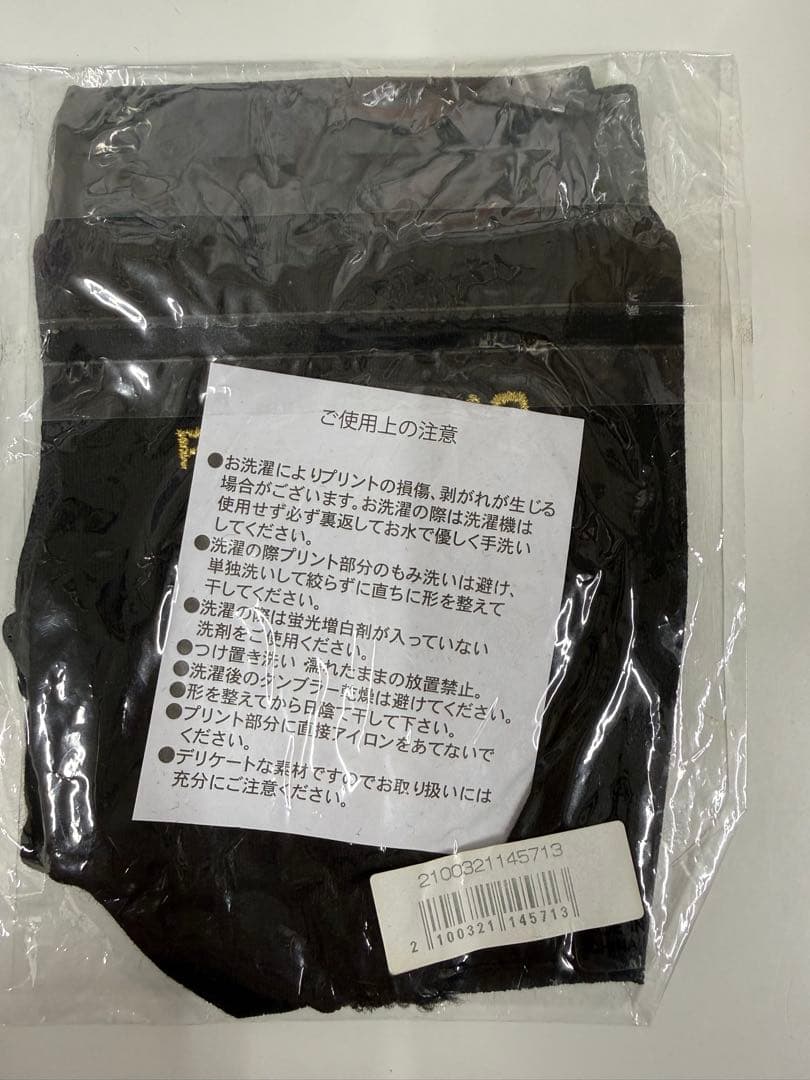 ご使用上の注意
●お洗濯によりプリントの損傷、剥がれが生じる
場合がございます。お洗濯の際は洗濯機は
使用せず必ず裏返してお水で優しく手洗い
してください。
●洗濯の際プリント部分のもみ洗いは避け、
単独洗いして絞らずに直ちに形を整えて
干してください。
●洗濯の際は蛍光増白剤が入っていない
洗剤をご使用ください。
●つけ置き洗い 濡れたままの放置禁止。
●洗濯後のタンブラー乾燥は避けてください。
●形を整えてから日陰で干して下さい。
●プリント部分に直接アイロンをあてないで
ください。
●デリケートな素材ですのでお取り扱いには
充分にご注意ください。
2100321145713
2 100321 145713